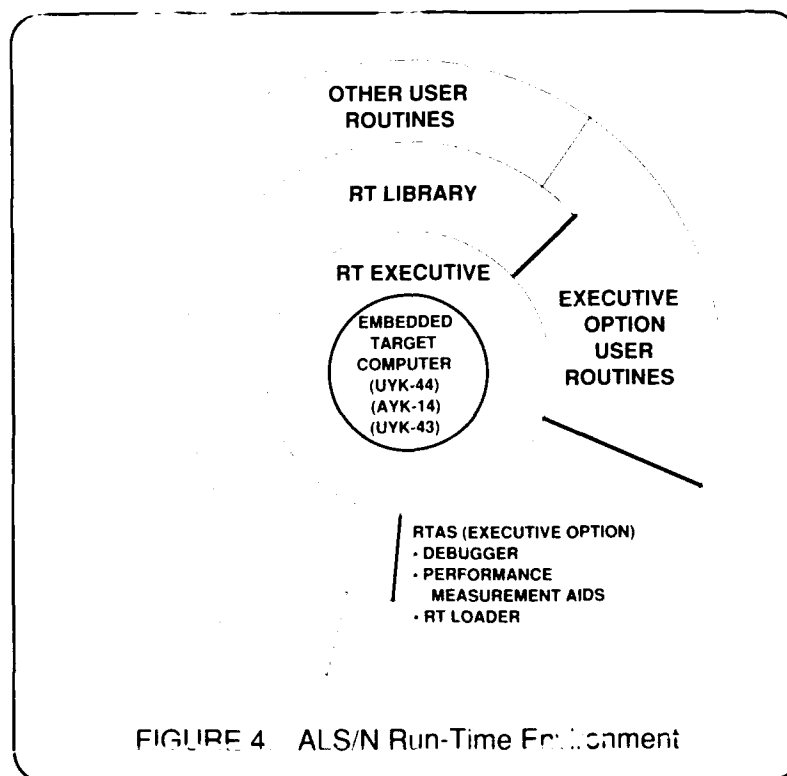 OTHER USER
ROUTINES
RT LIBRARY
RT EXECUTIVE
EMBEDDED
TARGET
COMPUTER
(UYK-44)
(AYK-14)
(UYK-43)
EXECUTIVE
OPTION
USER
ROUTINES
RTAS (EXECUTIVE OPTION)
· DEBUGGER
· PERFORMANCE
MEASUREMENT AIDS
· RT LOADER
FIGURE 4 ALS/N Run-Time Environment